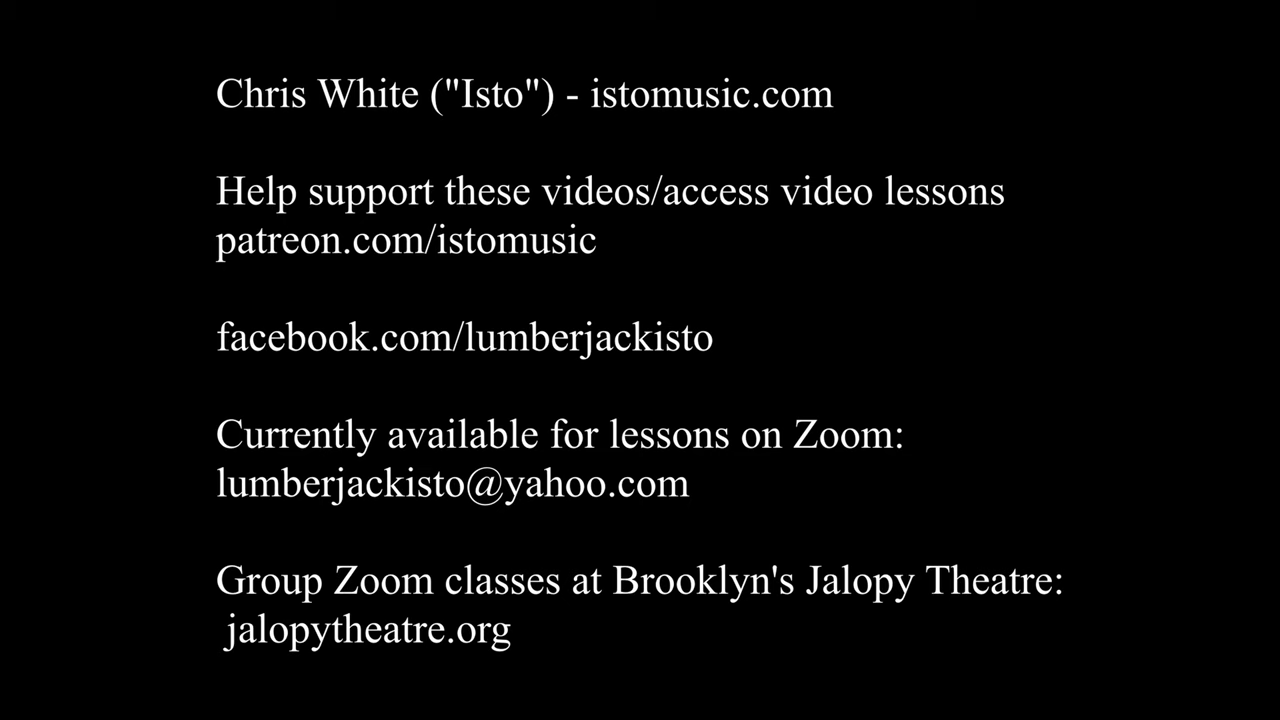 Chris White ("Isto") - istomusic.com
Help support these videos/access video lessons
patreon.com/istomusic
facebook.com/lumberjackisto
Currently available for lessons on Zoom:
lumberjackisto@yahoo.com
Group Zoom classes at Brooklyn's Jalopy Theatre:
jalopytheatre.org